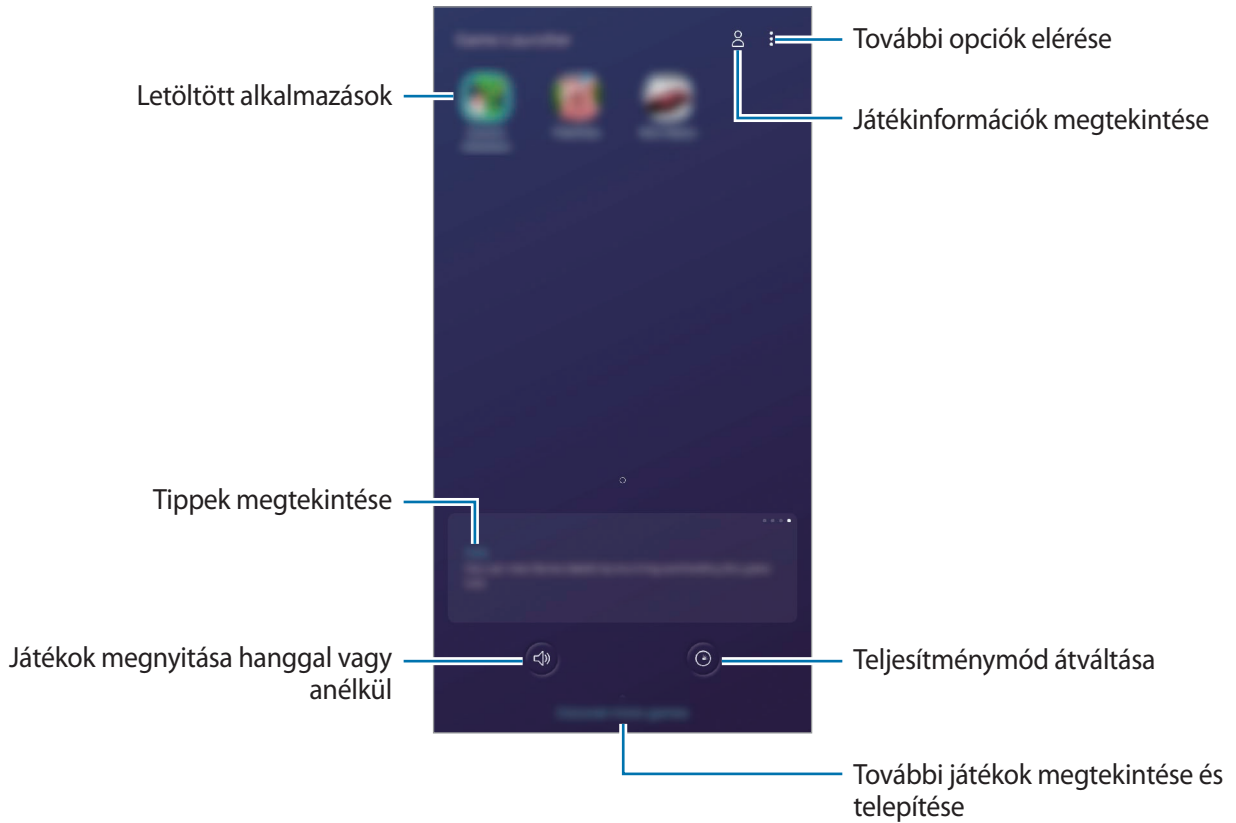 További opciók elérése
Letöltött alkalmazások
Játékinformációk megtekintése
Tippek megtekintése
Játékok megnyitása hanggal vagy
anélkül
Teljesítménymód átváltása
További játékok megtekintése és
telepítése